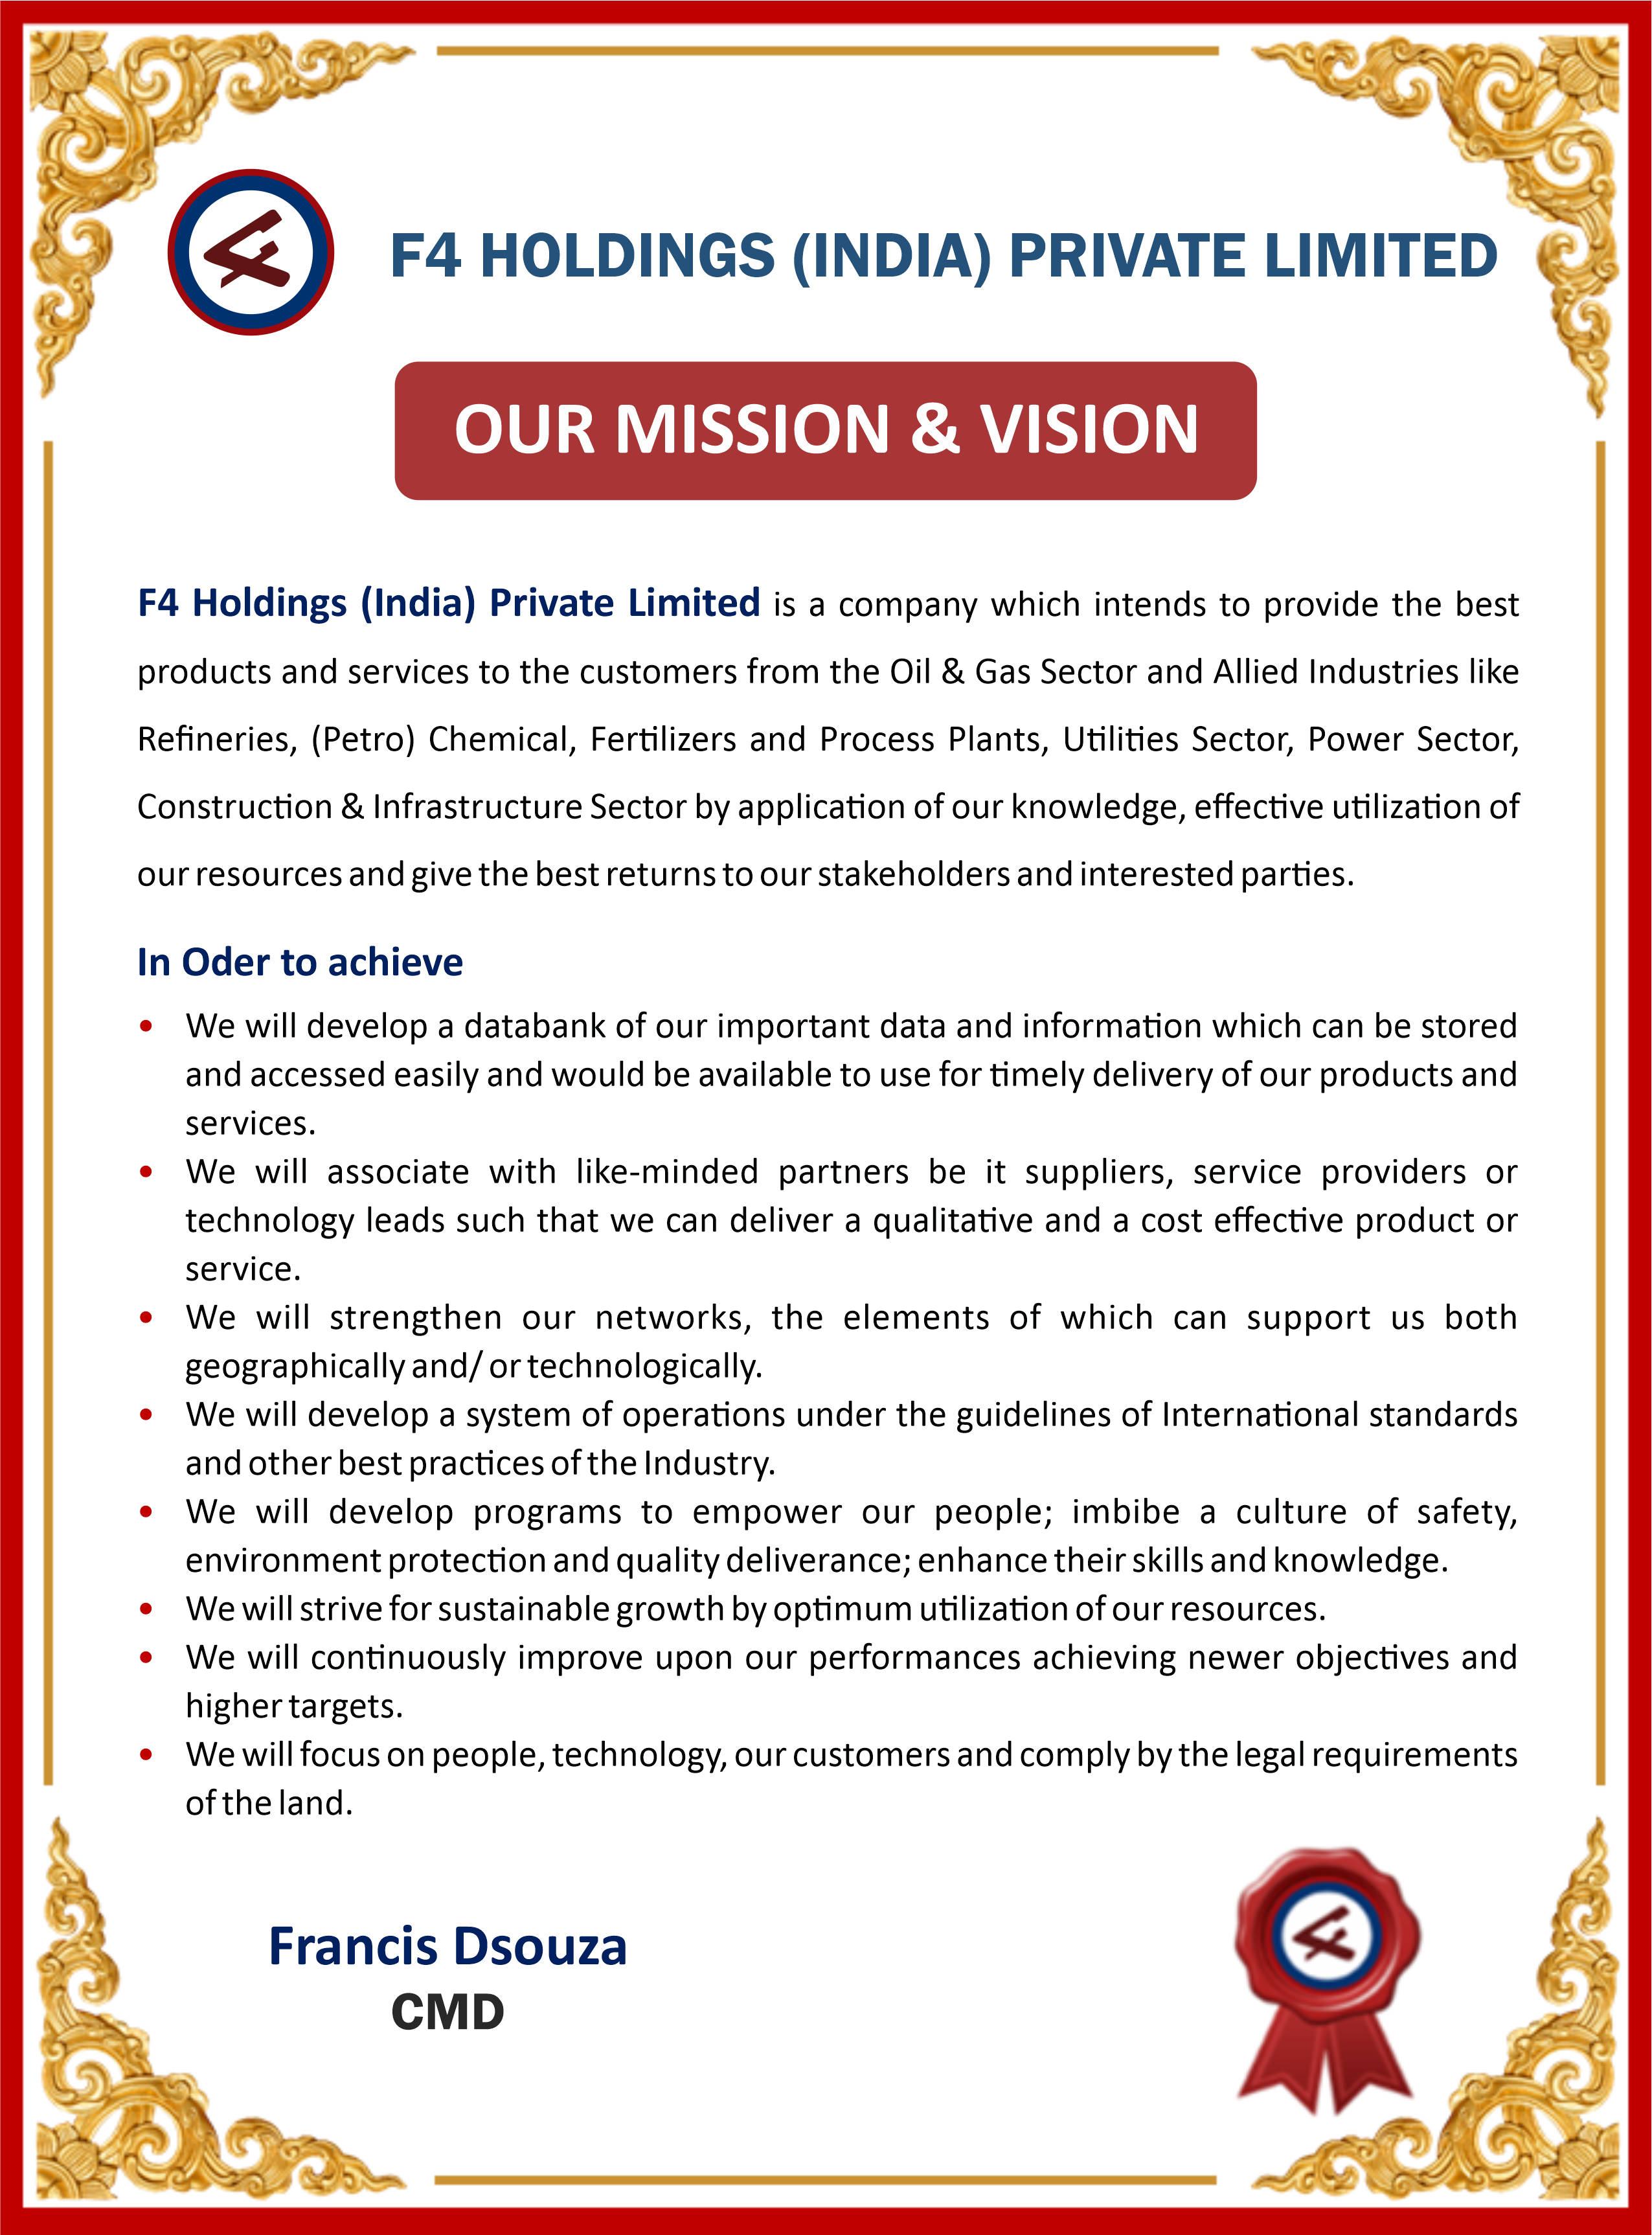 F4 HOLDINGS (INDIA) PRIVATE LIMITED
OUR MISSION & VISION
F4 Holdings (India) Private Limited is a company which intends to provide the best
products and services to the customers from the Oil & Gas Sector and Allied Industries like
Refineries, (Petro) Chemical, Fertilizers and Process Plants, Utilities Sector, Power Sector,
Construction & Infrastructure Sector by application of our knowledge, effective utilization of
our resources and give the best returns to our stakeholders and interested parties.
In Oder to achieve
• We will develop a databank of our important data and information which can be stored
and accessed easily and would be available to use for timely delivery of our products and
services.
• We will associate with like-minded partners be it suppliers, service providers or
technology leads such that we can deliver a qualitative and a cost effective product or
service.
• We will strengthen our networks, the elements of which can support us both
geographically and/ or technologically.
• We will develop a system of operations under the guidelines of International standards
and other best practices of the Industry.
• We will develop programs to empower our people; imbibe a culture of safety,
environment protection and quality deliverance; enhance their skills and knowledge.
• We will strive for sustainable growth by optimum utilization of our resources.
• We will continuously improve upon our performances achieving newer objectives and
higher targets.
• We will focus on people, technology, our customers and comply by the legal requirements
of the land.
Francis Dsouza
CMD